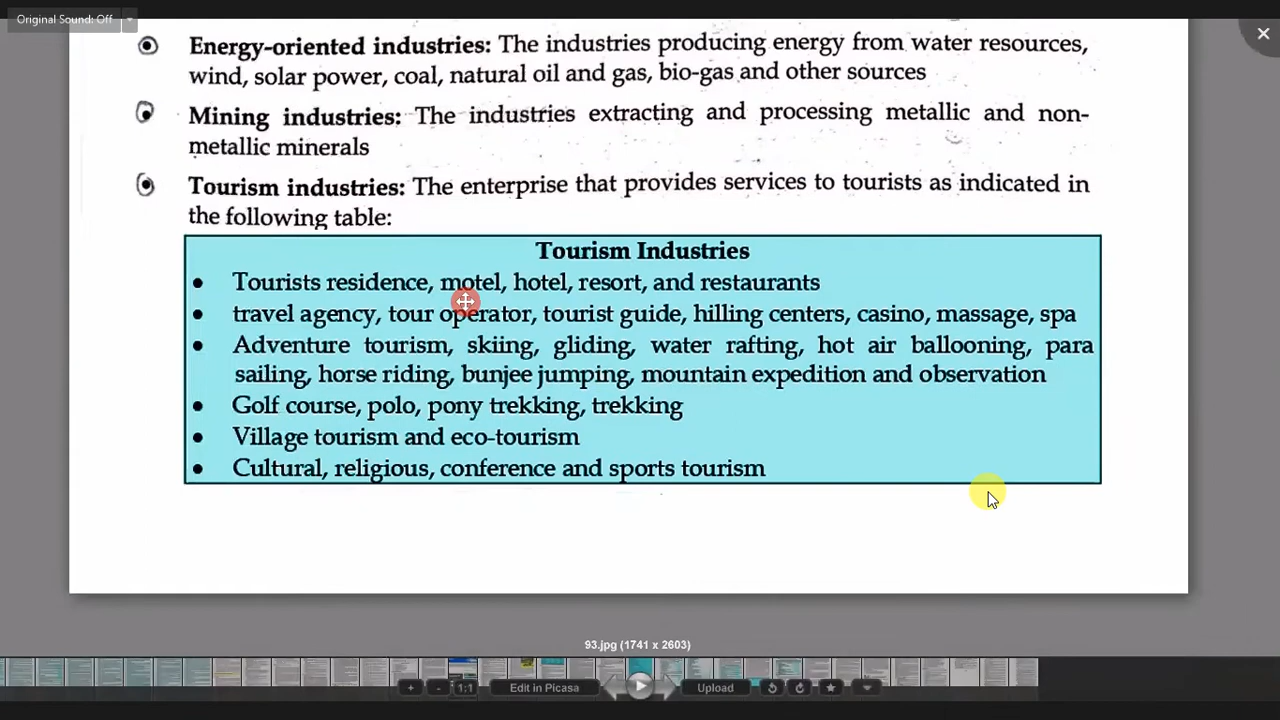 Original Sound: Off
Energy-oriented industries: The industries producing energy from water resources,
wind, solar power, coal, natural oil and gas, bio-gas and other sources
Mining industries: The industries extracting and processing metallic and non-
metallic minerals
Tourism industries: The enterprise that provides services to tourists as indicated in
the following table:
Tourism Industries
• Tourists residence, motel, hotel, resort, and restaurants
• travel agency, tour operator, tourist guide, hilling centers, casino, massage, spa
• Adventure tourism, skiing, gliding, water rafting, hot air ballooning, para
sailing, horse riding, bunjee jumping, mountain expedition and observation
• Golf course, polo, pony trekking, trekking
• Village tourism and eco-tourism
• Cultural, religious, conference and sports tourism
93.jpg (1741 x 2603)
+ - 1:1 Edit in Picasa Upload